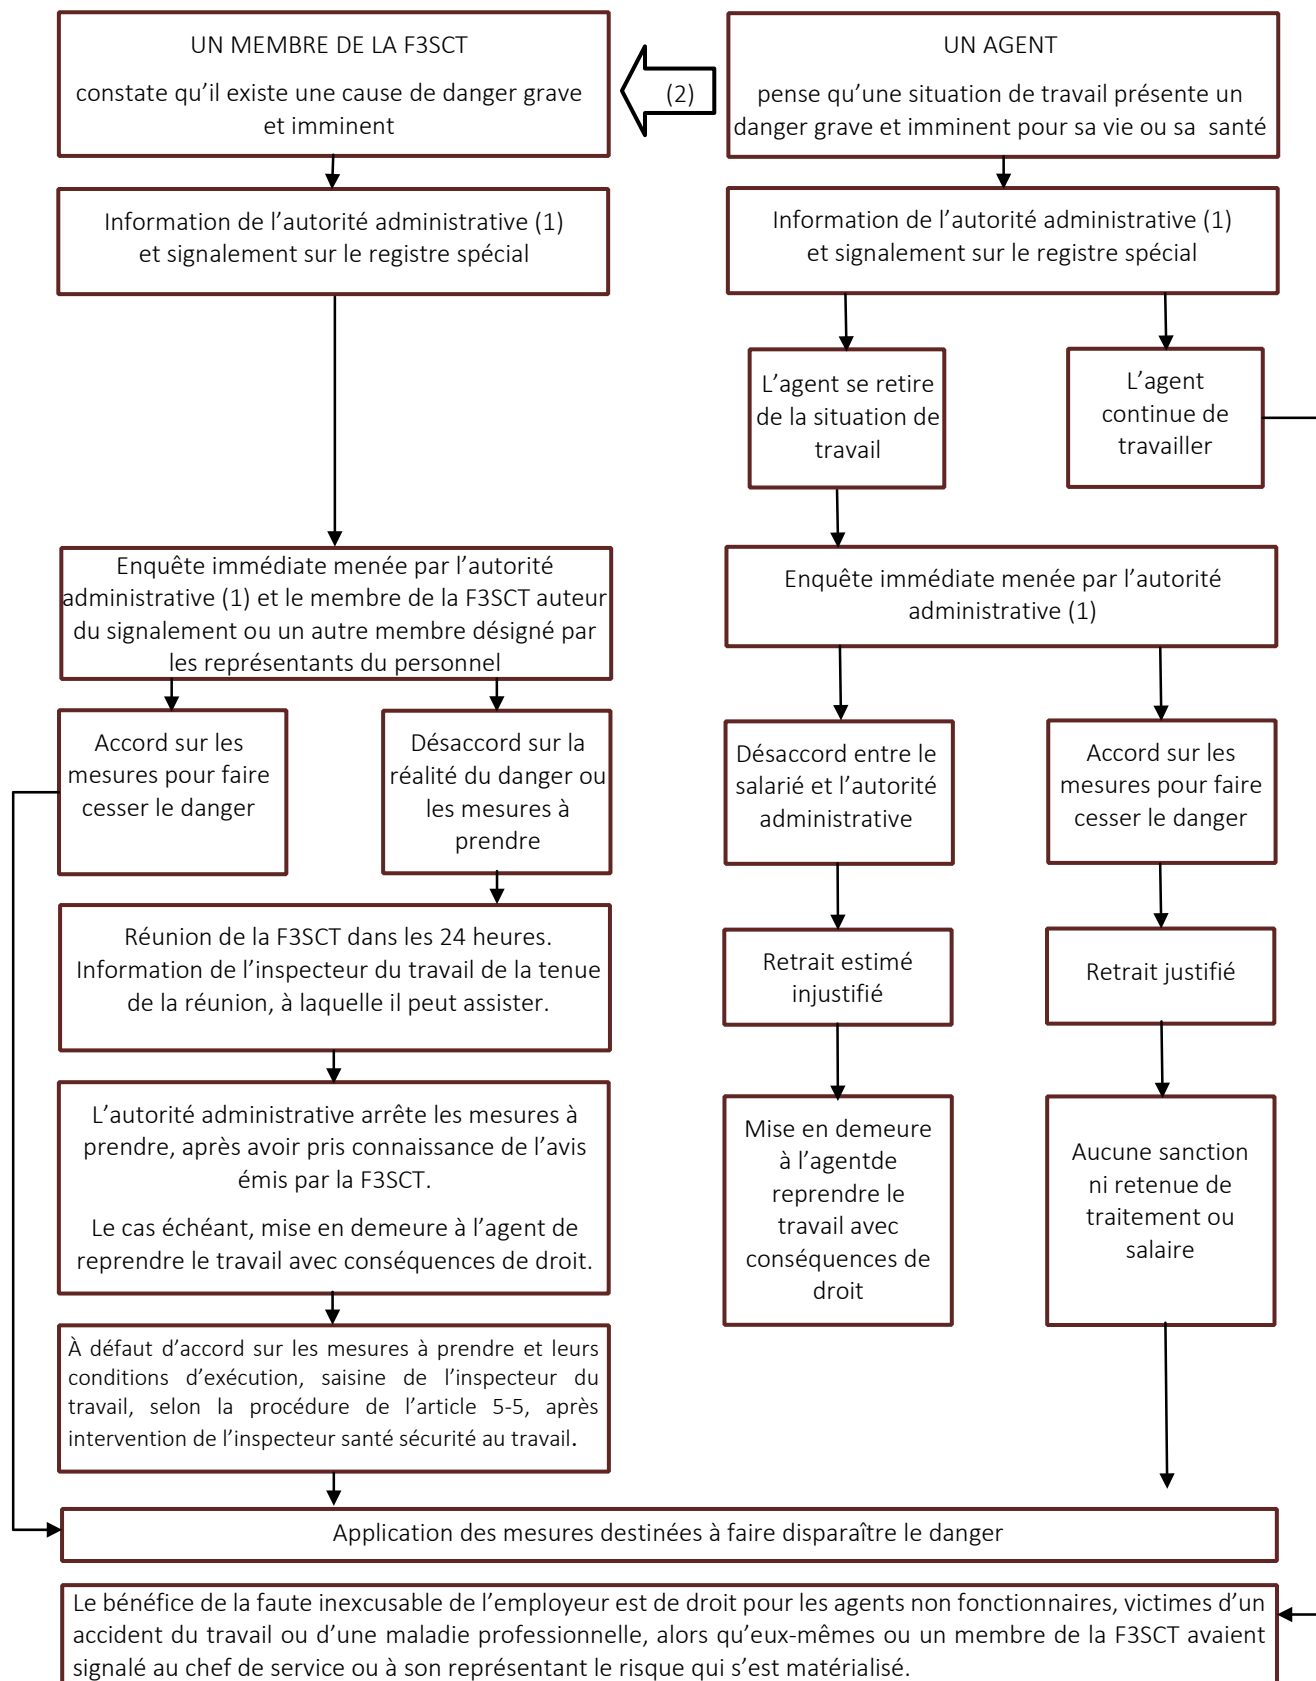 UN MEMBRE DE LA F3SCT
constate qu'il existe une cause de danger grave
et imminent
(2)
UN AGENT
pense qu'une situation de travail présente un
danger grave et imminent pour sa vie ou sa santé
Information de l'autorité administrative (1)
et signalement sur le registre spécial
Information de l'autorité administrative (1)
et signalement sur le registre spécial
L'agent se retire
de la situation de
travail
L'agent
continue de
travailler
Enquête immédiate menée par l'autorité
administrative (1) et le membre de la F3SCT auteur
du signalement ou un autre membre désigné par
les représentants du personnel
Enquête immédiate menée par l'autorité
administrative (1)
Accord sur les
mesures pour faire
cesser le danger
Désaccord sur la
réalité du danger ou
les mesures à
prendre
Désaccord entre le
salarié et l'autorité
administrative
Accord sur les
mesures pour faire
cesser le danger
Réunion de la F3SCT dans les 24 heures.
Information de l'inspecteur du travail de la tenue
de la réunion, à laquelle il peut assister.
Retrait estimé
injustifié
Retrait justifié
L'autorité administrative arrête les mesures à
prendre, après avoir pris connaissance de l'avis
émis par la F3SCT.
Le cas échéant, mise en demeure à l'agent de
reprendre le travail avec conséquences de droit.
Mise en demeure
à l'agentde
reprendre le
travail avec
conséquences de
droit
Aucune sanction
ni retenue de
traitement ou
salaire
À défaut d'accord sur les mesures à prendre et leurs
conditions d'exécution, saisine de l'inspecteur du
travail, selon la procédure de l'article 5-5, après
intervention de l'inspecteur santé sécurité au travail.
Application des mesures destinées à faire disparaître le danger
Le bénéfice de la faute inexcusable de l'employeur est de droit pour les agents non fonctionnaires, victimes d'un
accident du travail ou d'une maladie professionnelle, alors qu'eux-mêmes ou un membre de la F3SCT avaient
signalé au chef de service ou à son représentant le risque qui s'est matérialisé.